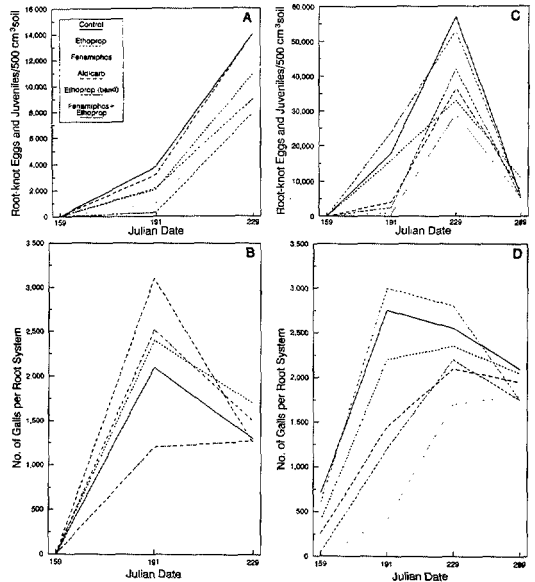 A
Root-knot Eggs and Juveniles/500 cm³soil
16,000
14,000
12,000
10,000
8,000
6,000
4,000
2,000
0
Control
Ethoprop
Fenamiphos
Aldicarb
Ethoprop (band)
Fenamiphos+
Ethoprop
159
191
229
Julian Date
C
Root-knot Eggs and Juveniles/500 cm³soil
60,000
50,000
40,000
30,000
20,000
10,000
0
159
191
229
Julian Date
B
No. of Galls per Root System
3,500
3,000
2,500
2,000
1,500
1,000
500
0
159
191
229
Julian Date
D
No. of Galls per Root System
3,500
3,000
2,500
2,000
1,500
1,000
500
0
159
191
229
Julian Date